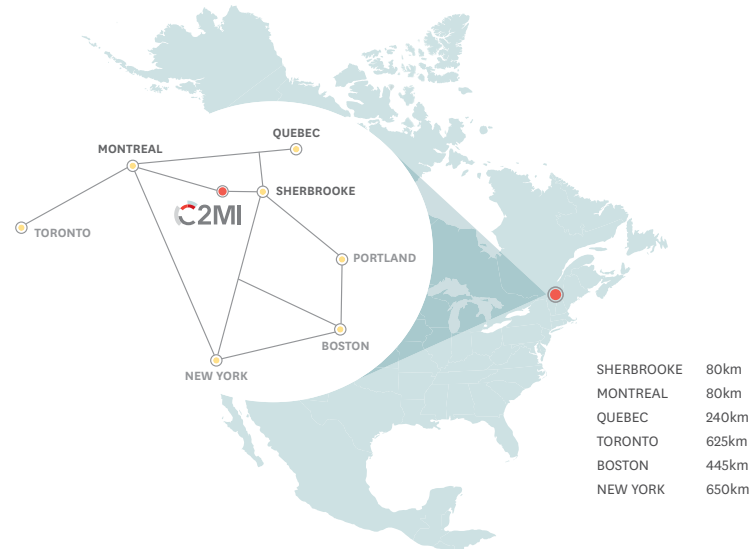 QUEBEC
MONTREAL
SHERBROOKE
C2MI
TORONTO
PORTLAND
BOSTON
NEW YORK
SHERBROOKE 80km
MONTREAL 80km
QUEBEC 240km
TORONTO 625km
BOSTON 445km
NEW YORK 650km